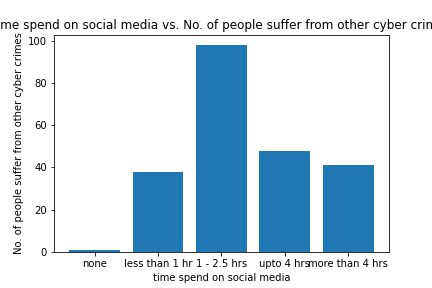 me spend on social media vs. No. of people suffer from other cyber crim
No. of people suffer from other cyber crimes
100
80
60
40
20
0
none
less than 1 hr
1 - 2.5 hrs
upto 4 hrs
more than 4 hrs
time spend on social media